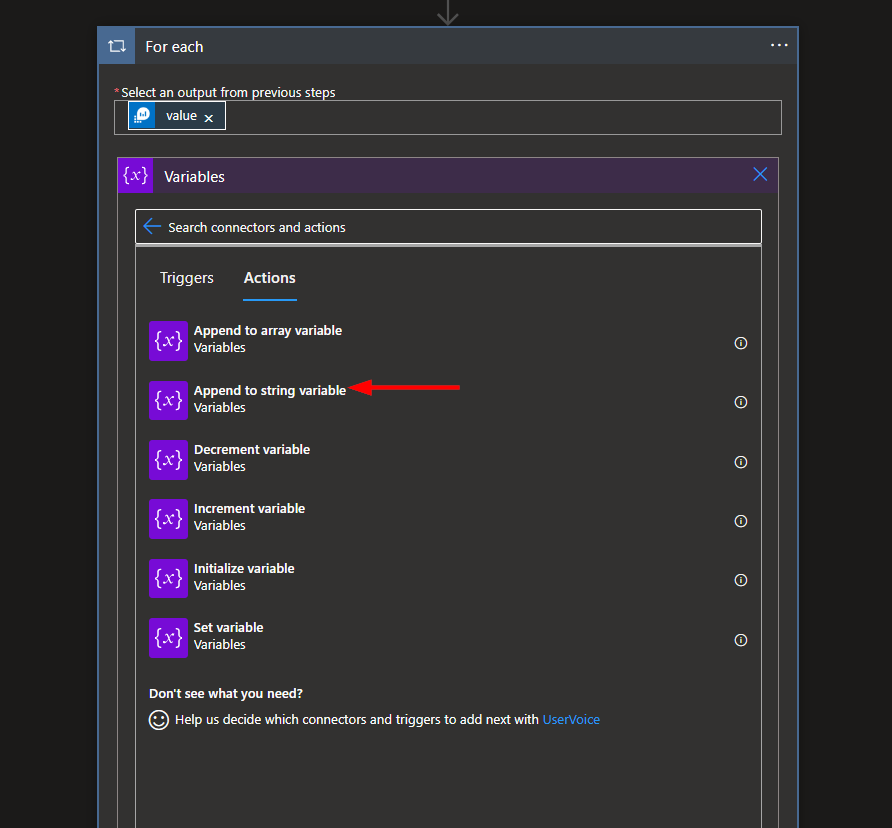 For each
...
*Select an output from previous steps
value ×
{x} Variables
Search connectors and actions
Triggers Actions
{x} Append to array variable
Variables
{x} Append to string variable
Variables
{x} Decrement variable
Variables
{x} Increment variable
Variables
{x} Initialize variable
Variables
{x} Set variable
Variables
Don't see what you need?
Help us decide which connectors and triggers to add next with UserVoice